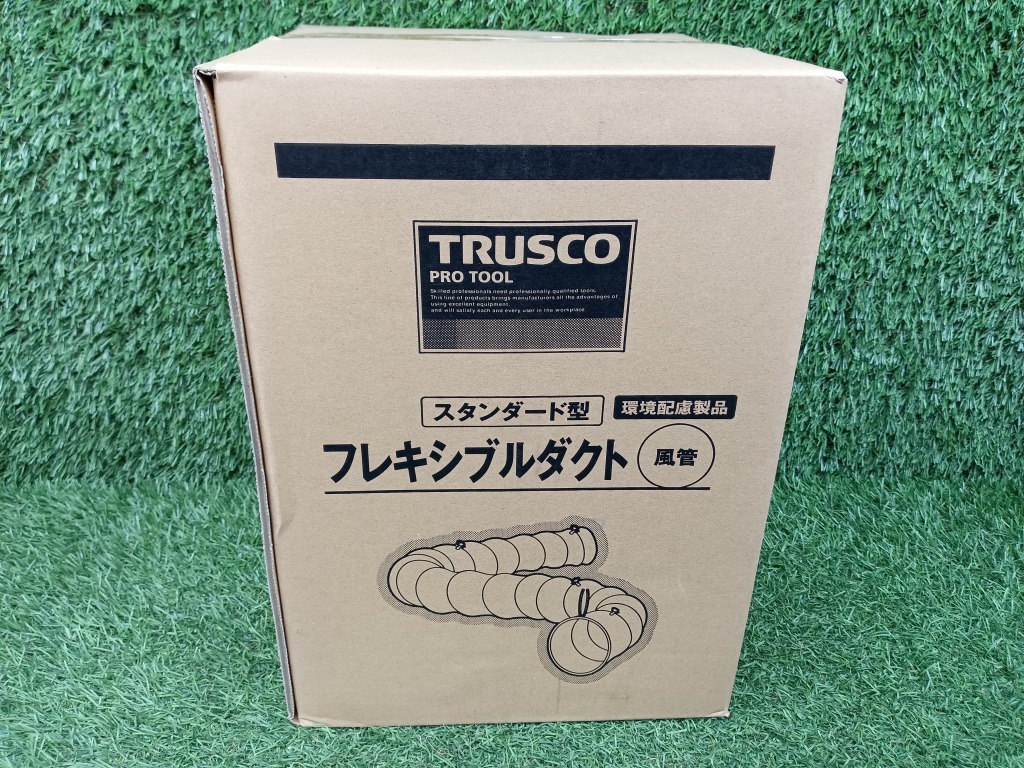 TRUSCO
PRO TOOL
Skilled professionals need professionally qualified tools.
This line of products brings manufacturers all the advantages of
using excellent equipment,
and will satisfy each and every user in the workplace.
スタンダード型
環境配慮製品
フレキシブルダクト
風管